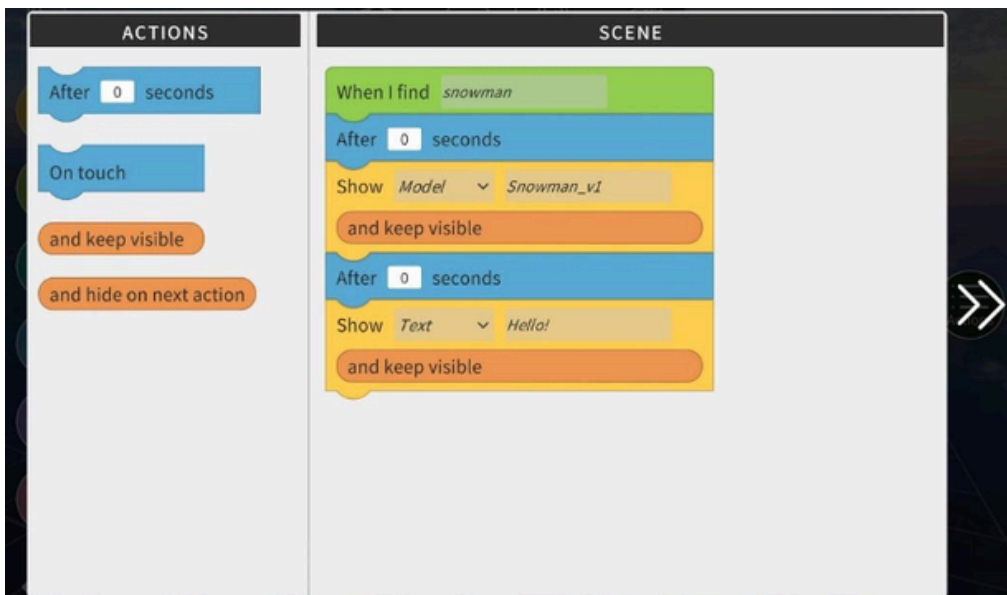 ACTIONS
After 0 seconds
On touch
and keep visible
and hide on next action
SCENE
When I find snowman
After 0 seconds
Show Model Snowman_v1
and keep visible
After 0 seconds
Show Text Hello!
and keep visible